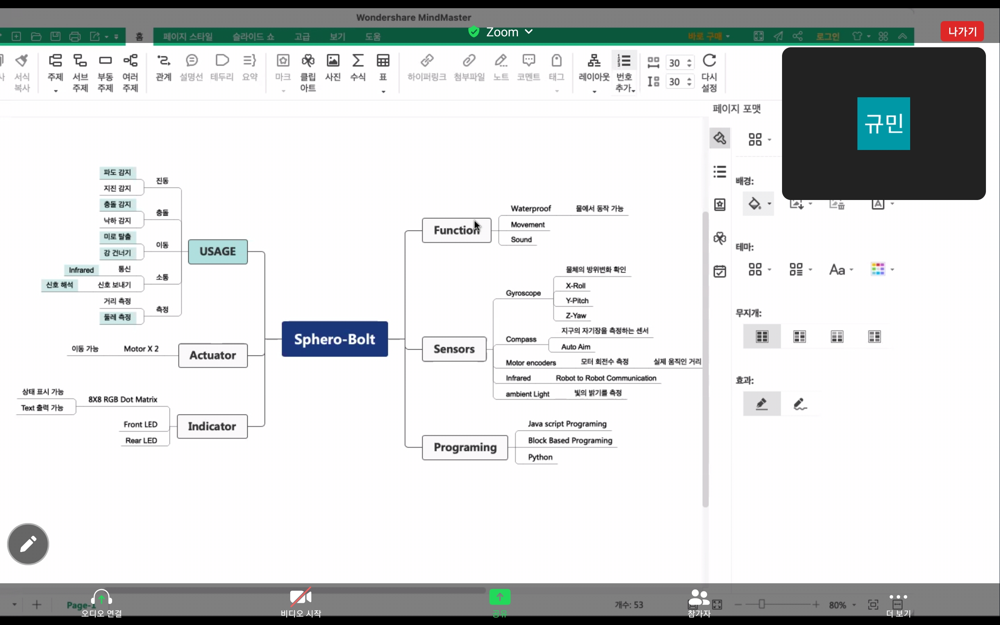 Wondershare MindMaster
홈
페이지 스타일
슬라이드 쇼
고급
보기
도움
Zoom
바로 구매
로그인
나가기
서식
복사
주제
서브
주제
부동
주제
여러
주제
관계
설명선
테두리
요약
마크
클립
아트
사진
수식
표
하이퍼링크
첨부파일
노트
코멘트
태그
레이아웃
번호
추가
30
30
다시
설정
페이지 포맷
규민
배경:
테마:
Aa
무지개:
효과:
파도 감지
지진 감지
진동
충돌 감지
낙하 감지
충돌
미로 탈출
강 건너기
이동
Infrared
통신
신호 해석
신호 보내기
소통
거리 측정
둘레 측정
측정
USAGE
이동 가능
Motor X 2
Actuator
상태 표시 가능
Text 출력 가능
8X8 RGB Dot Matrix
Front LED
Rear LED
Indicator
Sphero-Bolt
Function
Waterproof
물에서 동작 가능
Movement
Sound
Sensors
Gyroscope
물체의 방위변화 확인
X-Roll
Y-Pitch
Z-Yaw
Compass
지구의 자기장을 측정하는 센서
Auto Aim
Motor encoders
모터 회전수 측정
실제 움직인 거리
Infrared
Robot to Robot Communication
ambient Light
빛의 밝기를 측정
Programing
Java script Programing
Block Based Programing
Python
Page-1
개수: 53
80%
오디오 연결
비디오 시작
공유
참가자
더 보기